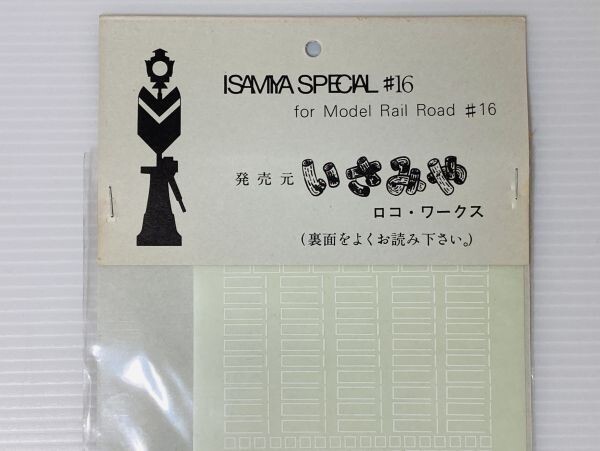 ISAMIYA SPECIAL #16
for Model Rail Road #16
発売元 いさみや
ロコ・ワークス
(裏面をよくお読み下さい。)